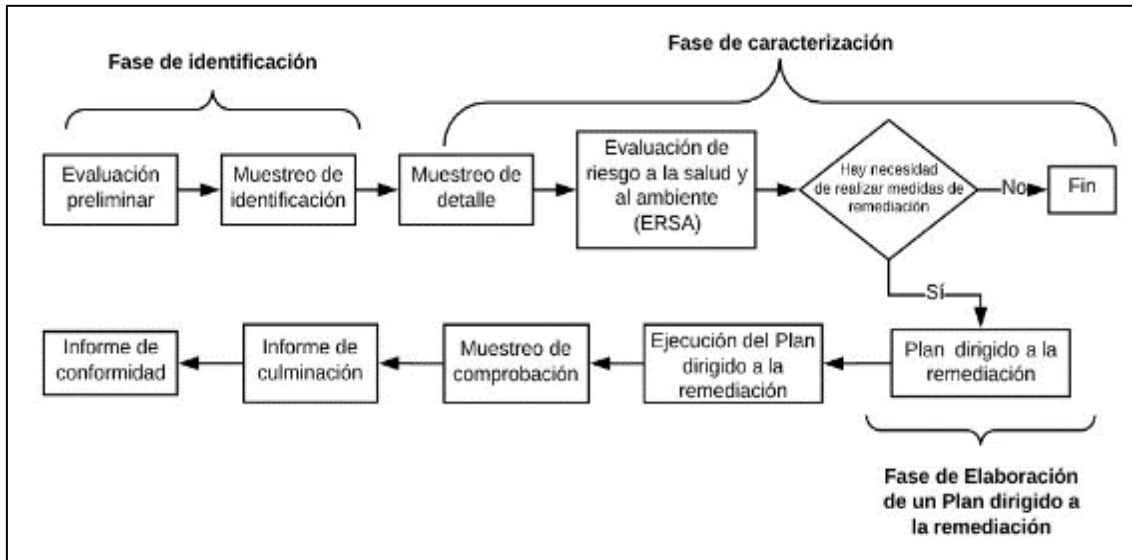 Fase de identificación
Fase de caracterización
Evaluación
preliminar
Muestreo de
identificación
Muestreo de
detalle
Evaluación de
riesgo a la salud y
al ambiente
(ERSA)
Hay necesidad
de realizar medidas de
remediación
No
Fin
Sí
Informe de
conformidad
Informe de
culminación
Muestreo de
comprobación
Ejecución del Plan
dirigido a la
remediación
Plan dirigido a la
remediación
Fase de Elaboración
de un Plan dirigido a
la remediación